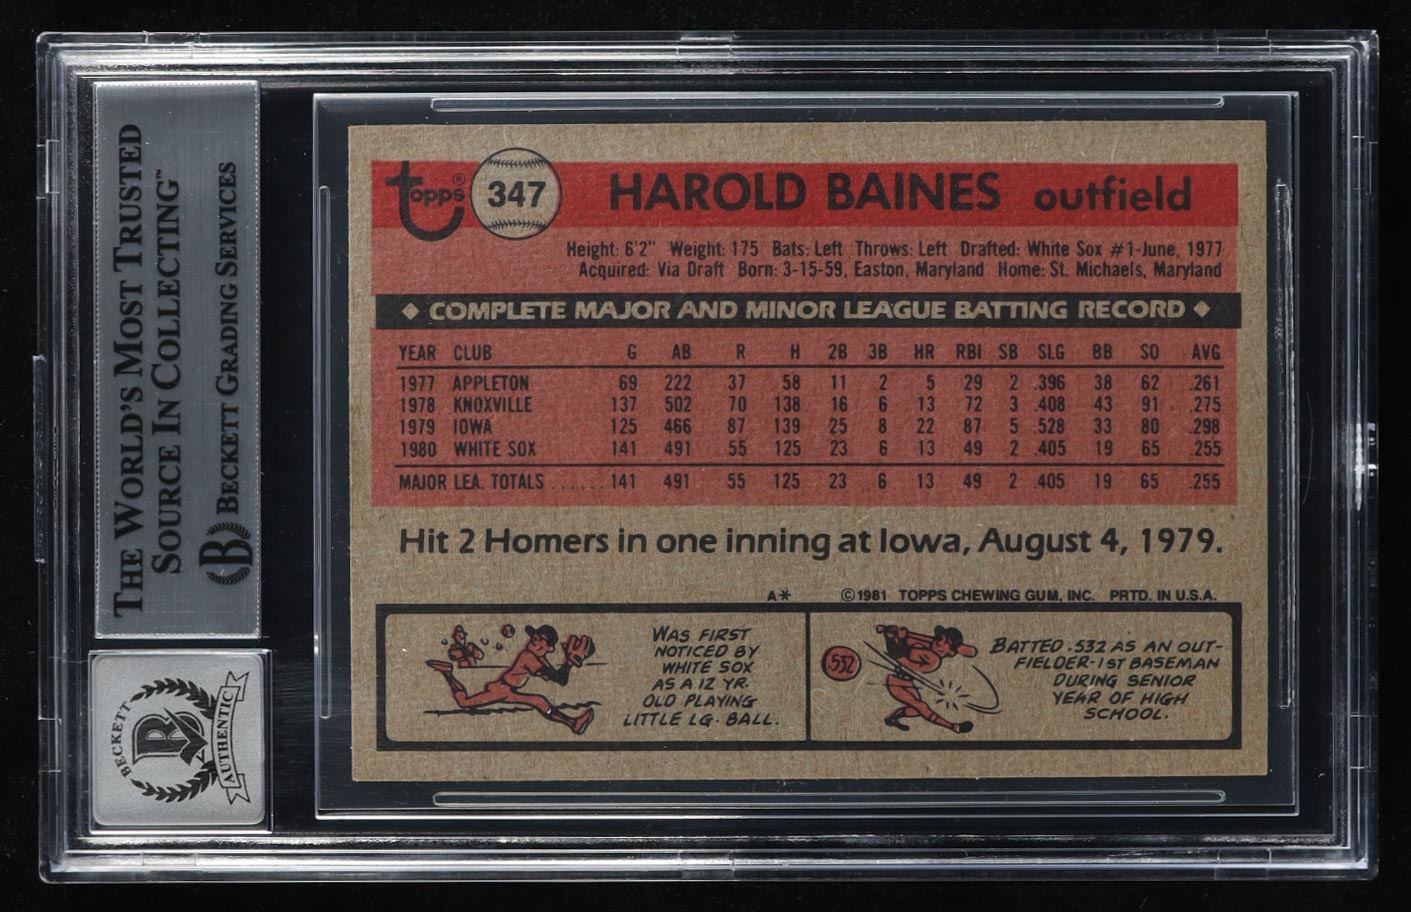 THE WORLD'S MOST TRUSTED
SOURCE IN COLLECTING™
BECKETT GRADING SERVICES
B
BECKETT
B
AUTHENTIC
topps® 347 HAROLD BAINES outfield
Height: 6'2" Weight: 175 Bats: Left Throws: Left Drafted: White Sox #1-June, 1977
Acquired: Via Draft Born: 3-15-59, Easton, Maryland Home: St. Michaels, Maryland
◆ COMPLETE MAJOR AND MINOR LEAGUE BATTING RECORD ◆
YEAR CLUB G AB R H 2B 3B HR RBI SB SLG BB SO AVG
1977 APPLETON 69 222 37 58 11 2 5 29 2 .396 38 62 .261
1978 KNOXVILLE 137 502 70 138 16 6 13 72 3 .408 43 91 .275
1979 IOWA 125 466 87 139 25 8 22 87 5 .528 33 80 .298
1980 WHITE SOX 141 491 55 125 23 6 13 49 2 .405 19 65 .255
MAJOR LEA. TOTALS ...... 141 491 55 125 23 6 13 49 2 .405 19 65 .255
Hit 2 Homers in one inning at Iowa, August 4, 1979.
A* ©1981 TOPPS CHEWING GUM, INC. PRTD. IN U.S.A.
WAS FIRST
NOTICED BY
WHITE SOX
AS A 12 YR.
OLD PLAYING
LITTLE LG. BALL.
.532
BATTED .532 AS AN OUT-
FIELDER-1ST BASEMAN
DURING SENIOR
YEAR OF HIGH
SCHOOL.